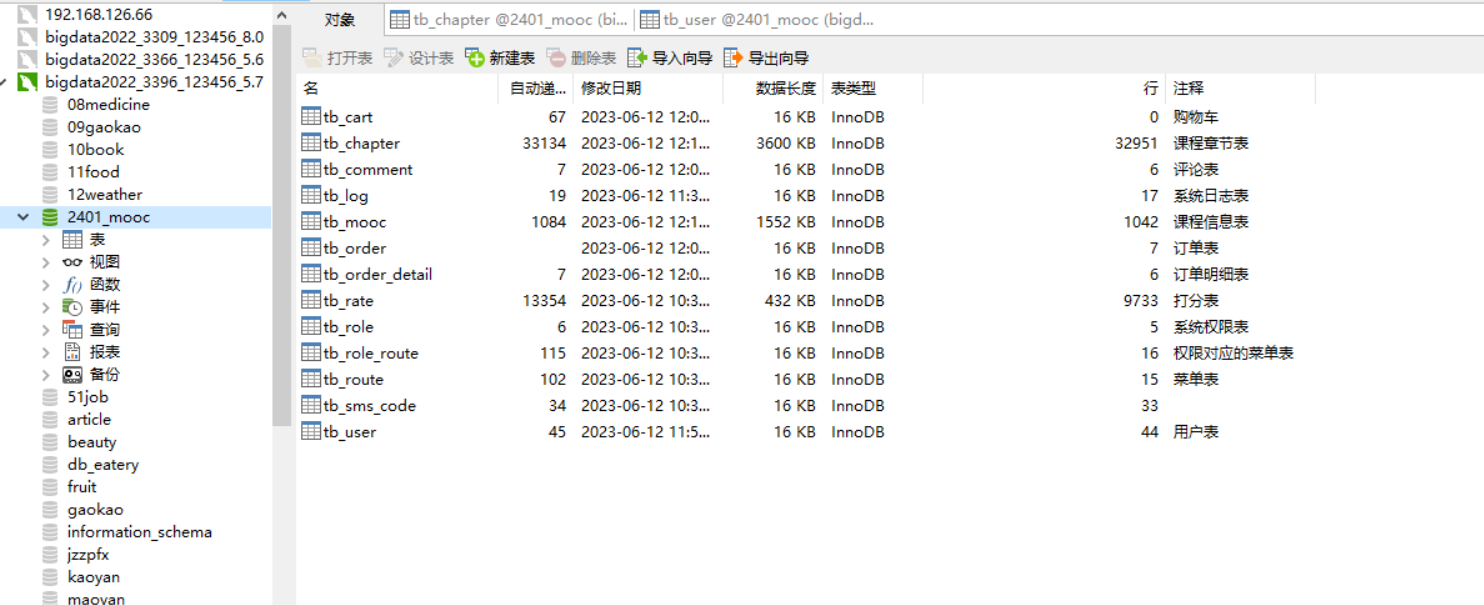 192.168.126.66
bigdata2022_3309_123456_8.0
bigdata2022_3366_123456_5.6
bigdata2022_3396_123456_5.7
08medicine
09gaokao
10book
11food
12weather
2401_mooc
表
视图
函数
事件
查询
报表
备份
51job
article
beauty
db_eatery
fruit
gaokao
information_schema
jzzpfx
kaoyan
maoyan
对象 tb_chapter @2401_mooc (bi... tb_user @2401_mooc (bigd...
打开表 设计表 新建表 删除表 导入向导 导出向导
名 自动递... 修改日期 数据长度 表类型 行 注释
tb_cart 67 2023-06-12 12:0... 16 KB InnoDB 0 购物车
tb_chapter 33134 2023-06-12 12:1... 3600 KB InnoDB 32951 课程章节表
tb_comment 7 2023-06-12 12:0... 16 KB InnoDB 6 评论表
tb_log 19 2023-06-12 11:3... 16 KB InnoDB 17 系统日志表
tb_mooc 1084 2023-06-12 12:1... 1552 KB InnoDB 1042 课程信息表
tb_order 2023-06-12 12:0... 16 KB InnoDB 7 订单表
tb_order_detail 7 2023-06-12 12:0... 16 KB InnoDB 6 订单明细表
tb_rate 13354 2023-06-12 10:3... 432 KB InnoDB 9733 打分表
tb_role 6 2023-06-12 10:3... 16 KB InnoDB 5 系统权限表
tb_role_route 115 2023-06-12 10:3... 16 KB InnoDB 16 权限对应的菜单表
tb_route 102 2023-06-12 10:3... 16 KB InnoDB 15 菜单表
tb_sms_code 34 2023-06-12 10:3... 16 KB InnoDB 33
tb_user 45 2023-06-12 11:5... 16 KB InnoDB 44 用户表